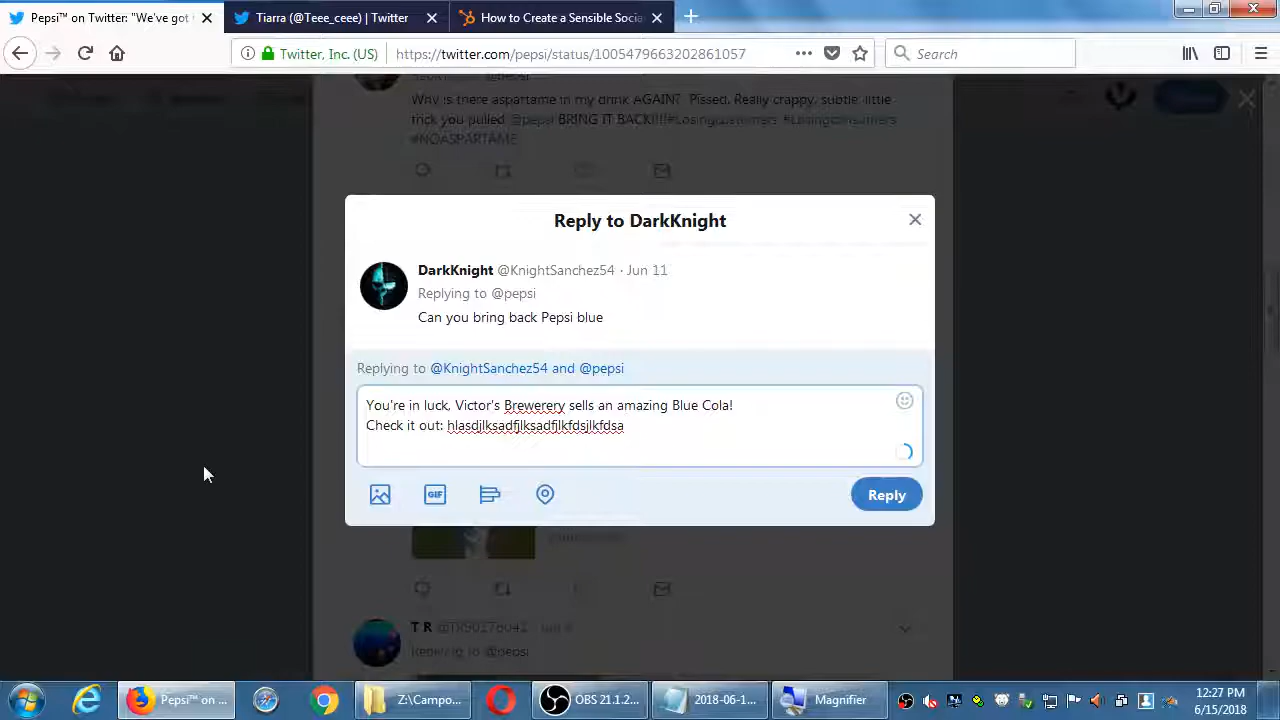 Pepsi™ on Twitter: "We've got
Tiarra (@Teee_ceee) | Twitter
How to Create a Sensible Socia
Twitter, Inc. (US)
https://twitter.com/pepsi/status/1005479663202861057
Search
Why is there aspartame in my drink AGAIN? Pissed. Really crappy, subtle, little
trick you pulled @pepsi BRING IT BACK!!!!#Losingcustomers #Losingconsumers
#NOASPARTAME
Reply to DarkKnight
DarkKnight @KnightSanchez54 · Jun 11
Replying to @pepsi
Can you bring back Pepsi blue
Replying to @KnightSanchez54 and @pepsi
You're in luck, Victor's Brewerery sells an amazing Blue Cola!
Check it out: hlasdjlksadfjlksadfjlkfdsjlkfdsa
GIF
Reply
T R @TR90176041
Replying to @pepsi
Pepsi™ on ...
Z:\Campo...
OBS 21.1.2...
2018-06-1...
Magnifier
12:27 PM
6/15/2018